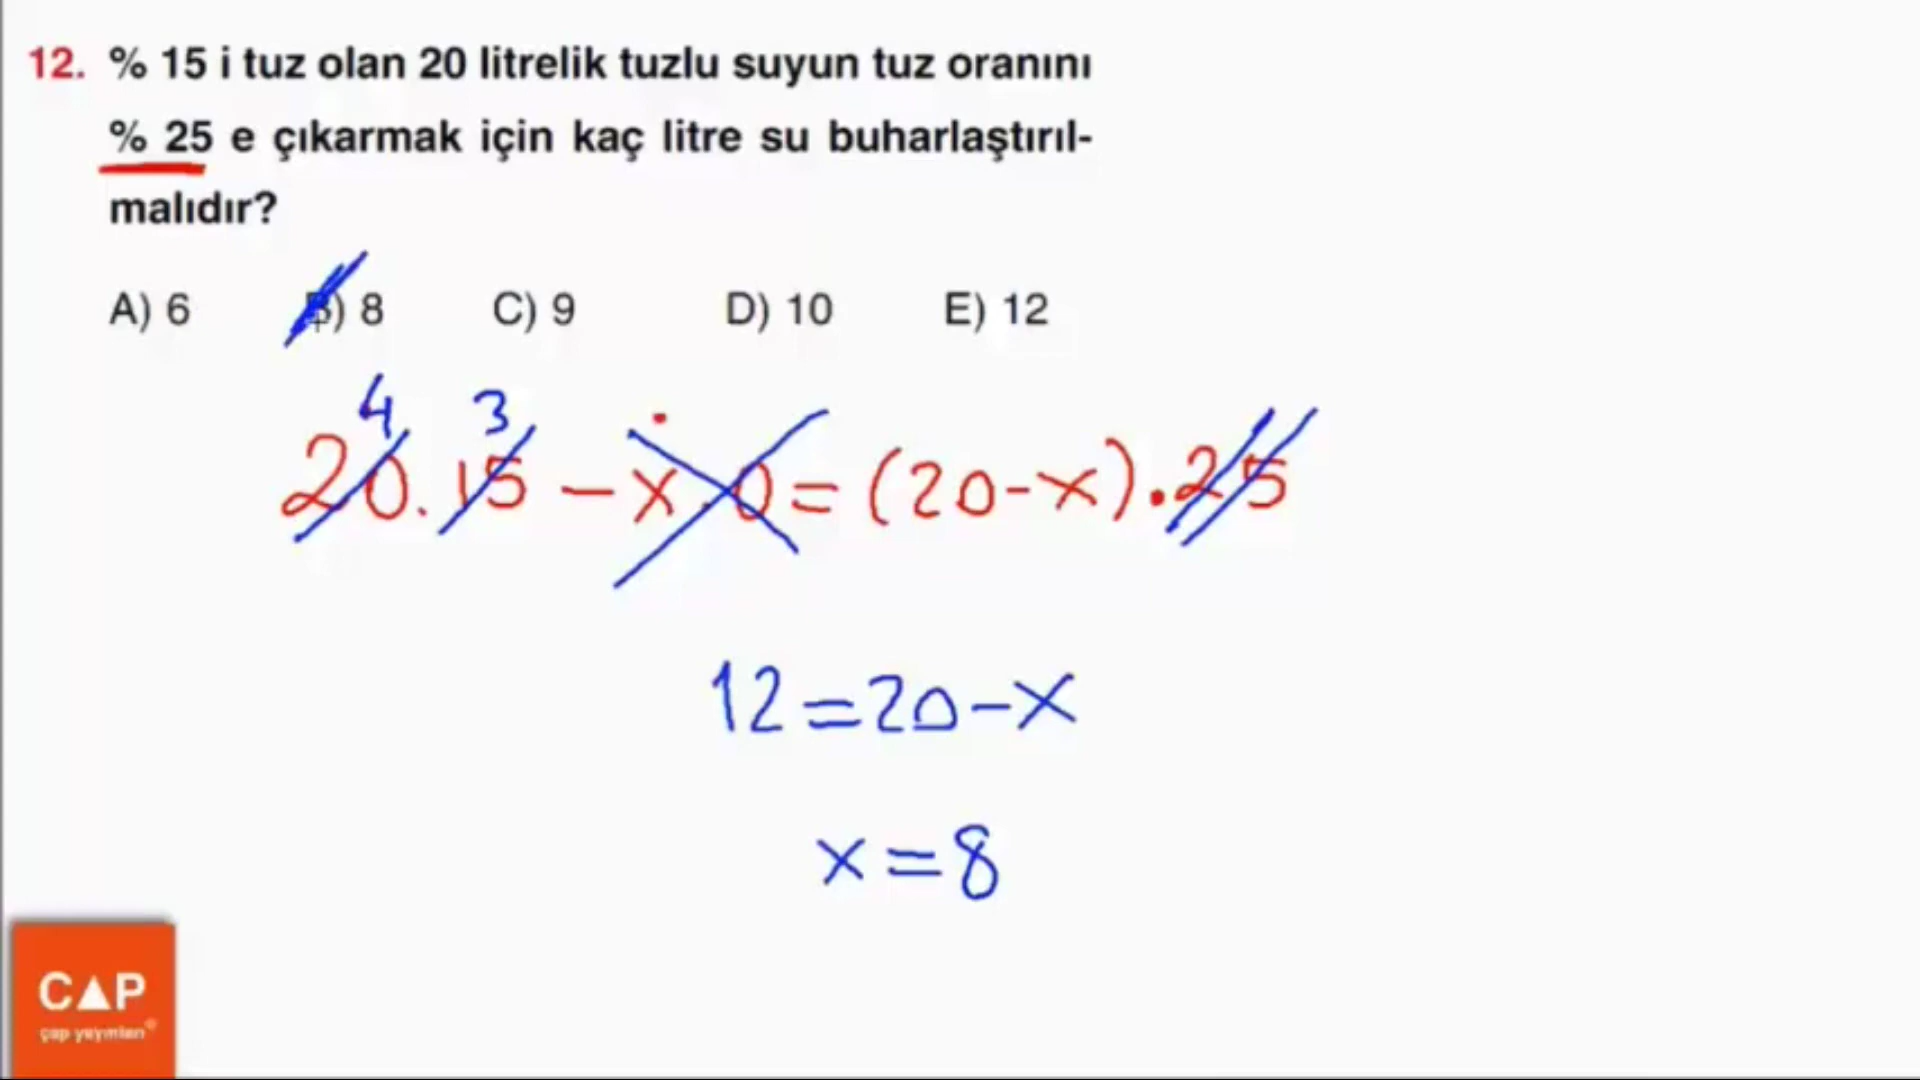 12. % 15 i tuz olan 20 litrelik tuzlu suyun tuz oranını
% 25 e çıkarmak için kaç litre su buharlaştırıl-
malıdır?
A) 6 B) 8 C) 9 D) 10 E) 12
4 3
20.15-x.0=(20-x).25
12=20-x
x=8
CAP
çap yayınları®